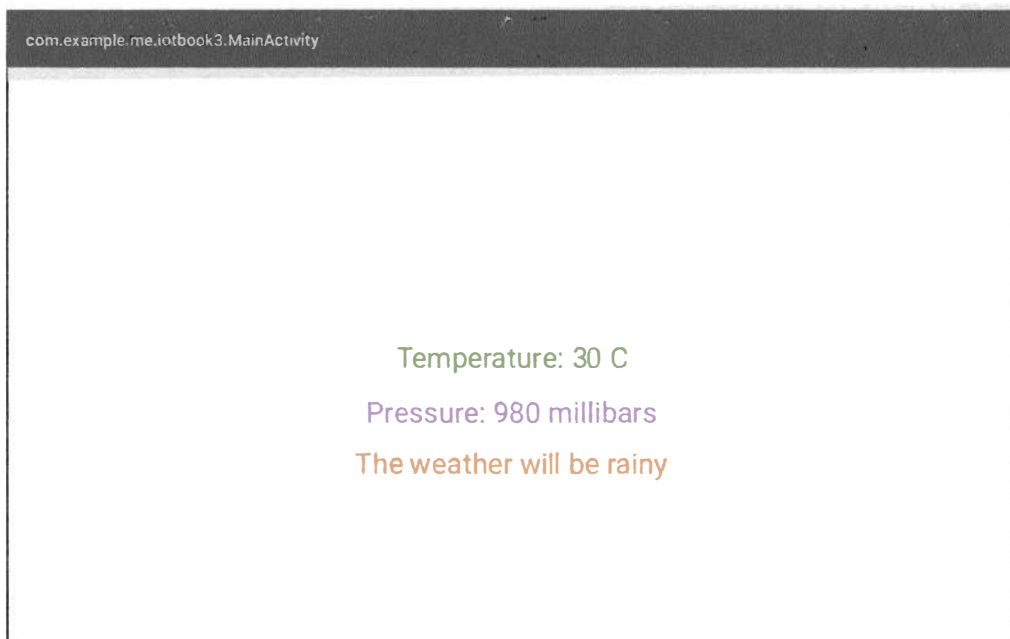 com.example.me.iotbook3.MainActivity
Temperature: 30 C
Pressure: 980 millibars
The weather will be rainy